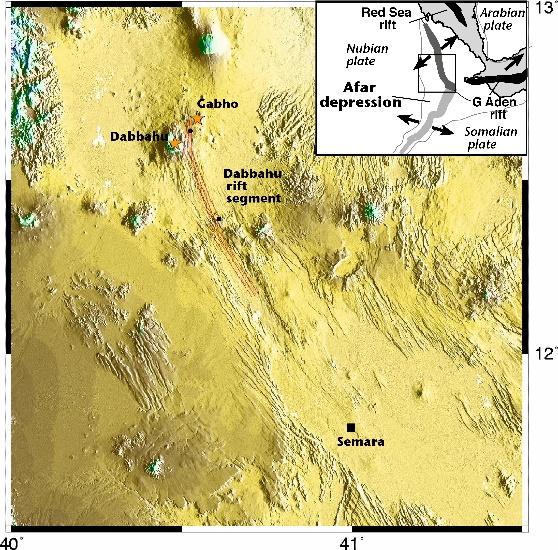 Red Sea
rift
Arabian
plate
Nubian
plate
Afar
depression
G Aden
rift
Somalian
plate
13°
Gabho
Dabbahu
Dabbahu
rift
segment
12°
Semara
40°
41°